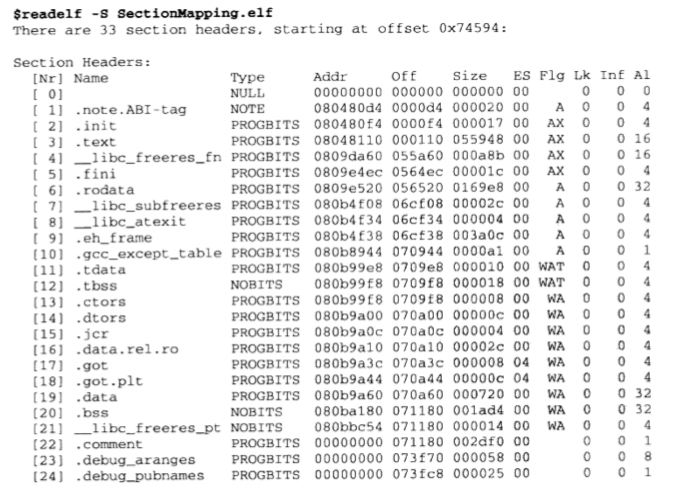 $readelf -S SectionMapping.elf
There are 33 section headers, starting at offset 0x74594:
Section Headers:
[Nr] Name Type Addr Off Size ES Flg Lk Inf Al
[ 0] NULL 00000000 000000 000000 00 0 0 0
[ 1] .note.ABI-tag NOTE 080480d4 0000d4 000020 00 A 0 0 4
[ 2] .init PROGBITS 080480f4 0000f4 000017 00 AX 0 0 4
[ 3] .text PROGBITS 08048110 000110 055948 00 AX 0 0 16
[ 4] __libc_freeres_fn PROGBITS 0809da60 055a60 000a8b 00 AX 0 0 16
[ 5] .fini PROGBITS 0809e4ec 0564ec 00001c 00 AX 0 0 4
[ 6] .rodata PROGBITS 0809e520 056520 0169e8 00 A 0 0 32
[ 7] __libc_subfreeres PROGBITS 080b4f08 06cf08 00002c 00 A 0 0 4
[ 8] __libc_atexit PROGBITS 080b4f34 06cf34 000004 00 A 0 0 4
[ 9] .eh_frame PROGBITS 080b4f38 06cf38 003a0c 00 A 0 0 4
[10] .gcc_except_table PROGBITS 080b8944 070944 0000a1 00 A 0 0 1
[11] .tdata PROGBITS 080b99e8 0709e8 000010 00 WAT 0 0 4
[12] .tbss NOBITS 080b99f8 0709f8 000018 00 WAT 0 0 4
[13] .ctors PROGBITS 080b99f8 0709f8 000008 00 WA 0 0 4
[14] .dtors PROGBITS 080b9a00 070a00 00000c 00 WA 0 0 4
[15] .jcr PROGBITS 080b9a0c 070a0c 000004 00 WA 0 0 4
[16] .data.rel.ro PROGBITS 080b9a10 070a10 00002c 00 WA 0 0 4
[17] .got PROGBITS 080b9a3c 070a3c 000008 04 WA 0 0 4
[18] .got.plt PROGBITS 080b9a44 070a44 00000c 04 WA 0 0 4
[19] .data PROGBITS 080b9a60 070a60 000720 00 WA 0 0 32
[20] .bss NOBITS 080ba180 071180 001ad4 00 WA 0 0 32
[21] __libc_freeres_pt NOBITS 080bbc54 071180 000014 00 WA 0 0 4
[22] .comment PROGBITS 00000000 071180 002df0 00 0 0 1
[23] .debug_aranges PROGBITS 00000000 073f70 000058 00 0 0 8
[24] .debug_pubnames PROGBITS 00000000 073fc8 000025 00 0 0 1